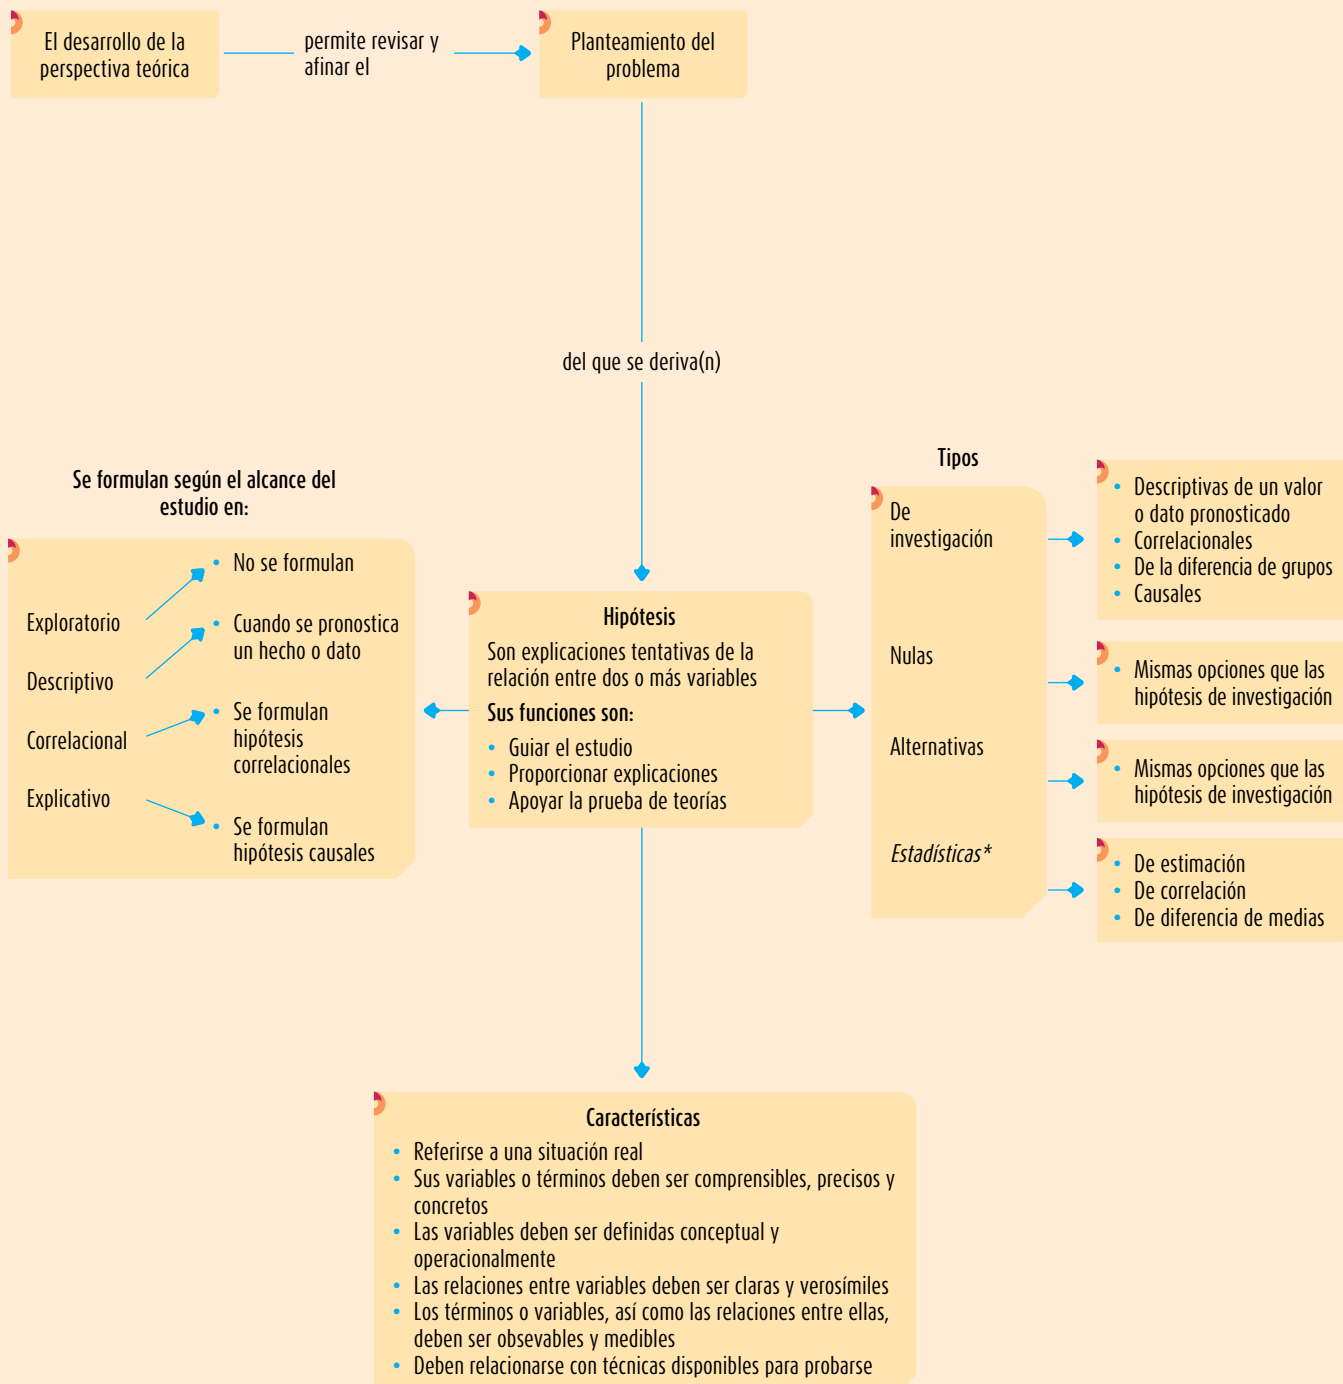 El desarrollo de la
perspectiva teórica
permite revisar y
afinar el
Planteamiento del
problema
del que se deriva(n)
Se formulan según el alcance del
estudio en:
Exploratorio
Descriptivo
Correlacional
Explicativo
• No se formulan
• Cuando se pronostica
un hecho o dato
• Se formulan
hipótesis
correlacionales
• Se formulan
hipótesis causales
Hipótesis
Son explicaciones tentativas de la
relación entre dos o más variables
Sus funciones son:
• Guiar el estudio
• Proporcionar explicaciones
• Apoyar la prueba de teorías
Tipos
De
investigación
Nulas
Alternativas
Estadísticas*
• Descriptivas de un valor
o dato pronosticado
• Correlacionales
• De la diferencia de grupos
• Causales
• Mismas opciones que las
hipótesis de investigación
• Mismas opciones que las
hipótesis de investigación
• De estimación
• De correlación
• De diferencia de medias
Característicias
• Referirse a una situación real
• Sus variables o términos deben ser comprensibles, precisos y
concretos
• Las variables deben ser definidas conceptual y
operacionalmente
• Las relaciones entre variables deben ser claras y verosímiles
• Los términos o variables, así como las relaciones entre ellas,
deben ser obsevables y medibles
• Deben relacionarse con técnicas disponibles para probarse